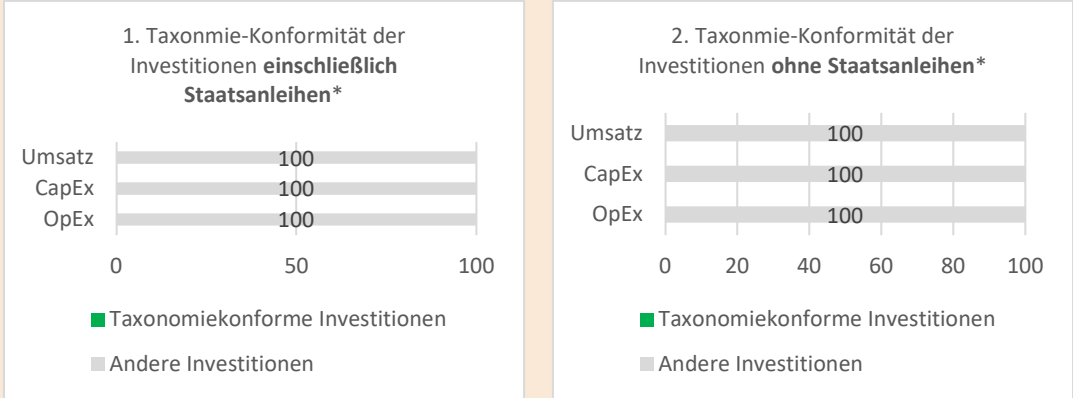 1. Taxonmie-Konformität der
Investitionen einschließlich
Staatsanleihen*
Umsatz
100
CapEx
100
OpEx
100
0 50 100
Taxonomiekonforme Investitionen
Andere Investitionen
2. Taxonmie-Konformität der
Investitionen ohne Staatsanleihen*
Umsatz
100
CapEx
100
OpEx
100
0 20 40 60 80 100
Taxonomiekonforme Investitionen
Andere Investitionen